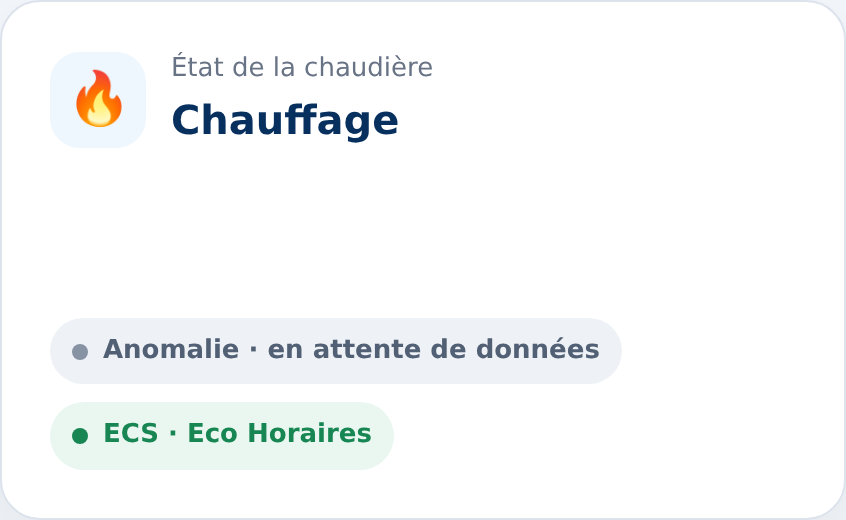 État de la chaudière
Chauffage
Anomalie · en attente de données
ECS · Eco Horaires